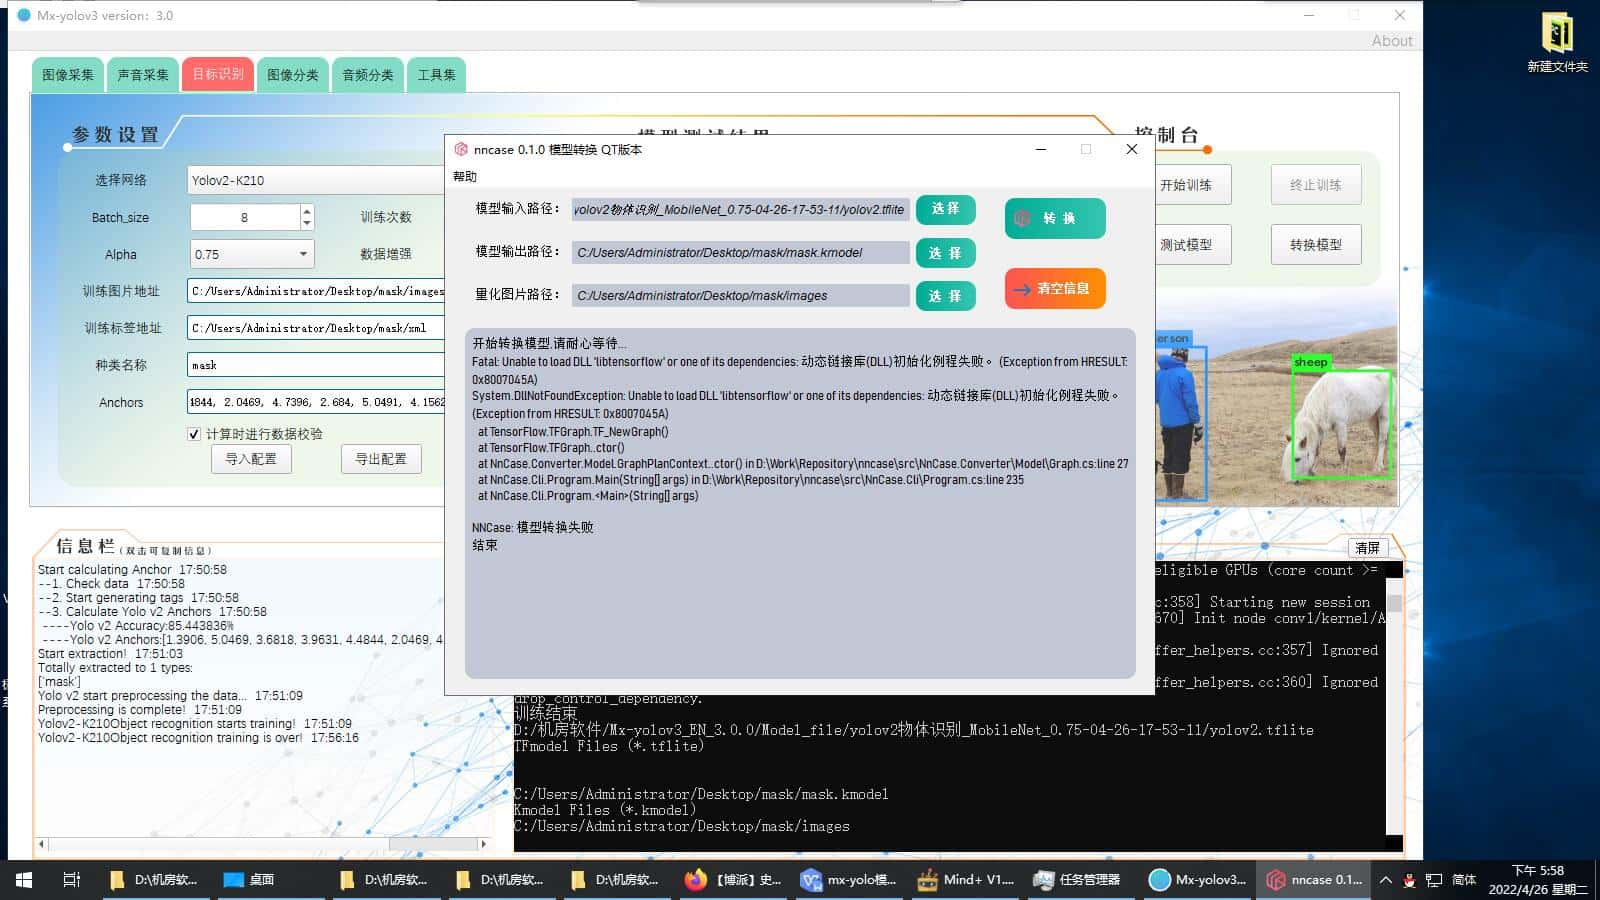 Mx-yolov3 version：3.0
About
新建文件夹
图像采集 声音采集 目标识别 图像分类 音频分类 工具集
参数设置
控制台
选择网络 Yolov2-K210
Batch_size 8 训练次数
Alpha 0.75 数据增强
训练图片地址 C:/Users/Administrator/Desktop/mask/images
训练标签地址 C:/Users/Administrator/Desktop/mask/xml
种类名称 mask
Anchors 4844, 2.0469, 4.7396, 2.684, 5.0491, 4.1562
计算时进行数据校验
导入配置 导出配置
开始训练 终止训练
测试模型 转换模型
erson
sheep
nncase 0.1.0 模型转换 QT版本
帮助
模型输入路径： yolov2物体识别_MobileNet_0.75-04-26-17-53-11/yolov2.tflite 选择
模型输出路径： C:/Users/Administrator/Desktop/mask/mask.kmodel 选择
量化图片路径： C:/Users/Administrator/Desktop/mask/images 选择
转换
清空信息
开始转换模型,请耐心等待...
Fatal: Unable to load DLL 'libtensorflow' or one of its dependencies: 动态链接库(DLL)初始化例程失败。 (Exception from HRESULT:
0x8007045A)
System.DllNotFoundException: Unable to load DLL 'libtensorflow' or one of its dependencies: 动态链接库(DLL)初始化例程失败。
(Exception from HRESULT: 0x8007045A)
at TensorFlow.TFGraph.TF_NewGraph()
at TensorFlow.TFGraph..ctor()
at NnCase.Converter.Model.GraphPlanContext..ctor() in D:\Work\Repository\nncase\src\NnCase.Converter\Model\Graph.cs:line 27
at NnCase.Cli.Program.Main(String[] args) in D:\Work\Repository\nncase\src\NnCase.Cli\Program.cs:line 235
at NnCase.Cli.Program.<Main>(String[] args)
NNCase: 模型转换失败
结束
信息栏(双击可复制信息)
清屏
Start calculating Anchor 17:50:58
--1. Check data 17:50:58
--2. Start generating tags 17:50:58
--3. Calculate Yolo v2 Anchors 17:50:58
----Yolo v2 Accuracy:85.443836%
----Yolo v2 Anchors:[1.3906, 5.0469, 3.6818, 3.9631, 4.4844, 2.0469, 4
Start extraction! 17:51:03
Totally extracted to 1 types:
['mask']
Yolo v2 start preprocessing the data... 17:51:09
Preprocessing is complete! 17:51:09
Yolov2-K210Object recognition starts training! 17:51:09
Yolov2-K210Object recognition training is over! 17:56:16
eligible GPUs (core count >=
c:358] Starting new session
670] Init node conv1/kernel/A
ffer_helpers.cc:357] Ignored
ffer_helpers.cc:360] Ignored
drop_control_dependency.
训练结束
D:/机房软件/Mx-yolov3_EN_3.0.0/Model_file/yolov2物体识别_MobileNet_0.75-04-26-17-53-11/yolov2.tflite
TFmodel Files (*.tflite)
C:/Users/Administrator/Desktop/mask/mask.kmodel
Kmodel Files (*.kmodel)
C:/Users/Administrator/Desktop/mask/images
D:\机房软... 桌面 D:\机房软... D:\机房软... D:\机房软... 【博派】史... mx-yolo模... Mind+ V1.... 任务管理器 Mx-yolov3... nncase 0.1... 简体
下午 5:58
2022/4/26 星期二